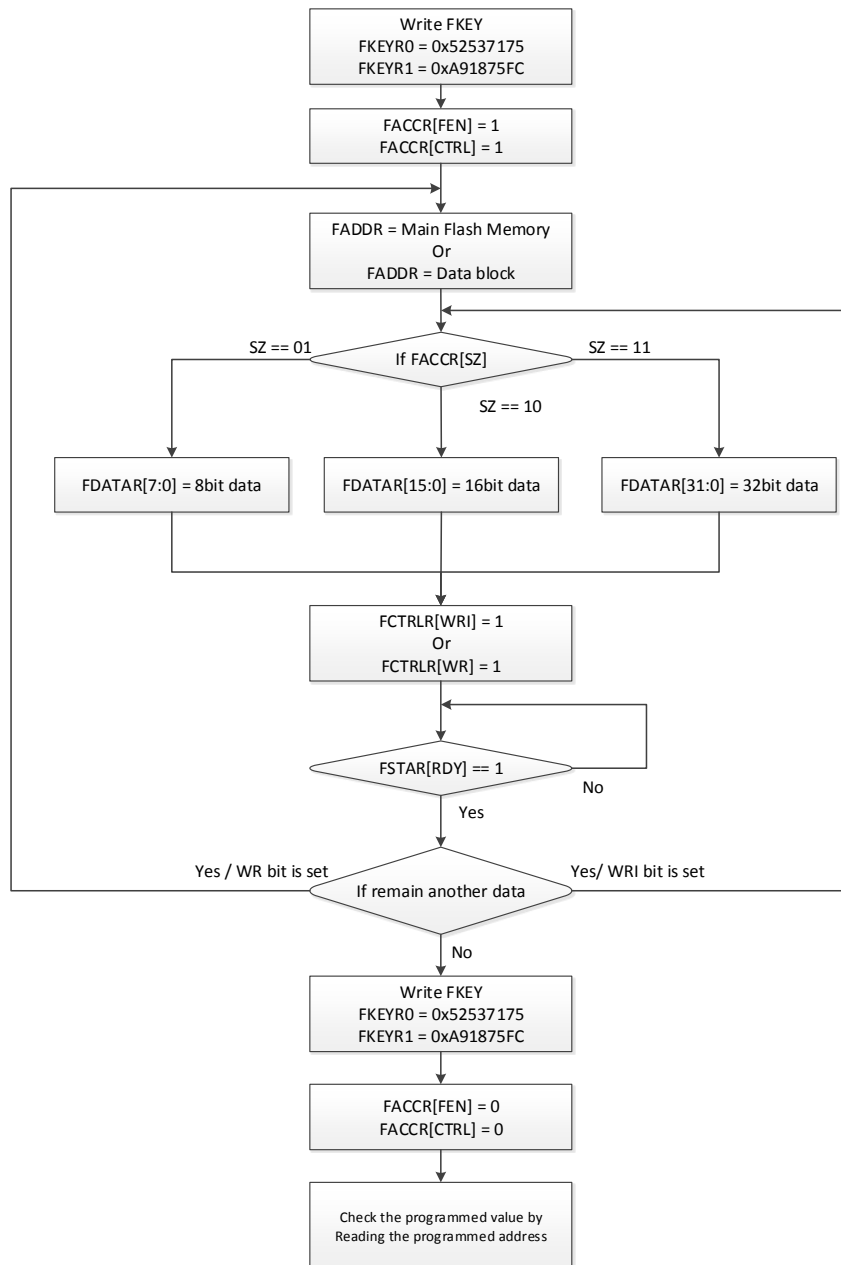 Write FKEY
FKEYR0 = 0x52537175
FKEYR1 = 0xA91875FC
FACCR[FEN] = 1
FACCR[CTRL] = 1
FADDR = Main Flash Memory
Or
FADDR = Data block
SZ == 01
If FACCR[SZ]
SZ == 11
SZ == 10
FDATAR[7:0] = 8bit data
FDATAR[15:0] = 16bit data
FDATAR[31:0] = 32bit data
FCTRLR[WRI] = 1
Or
FCTRLR[WR] = 1
FSTAR[RDY] == 1
No
Yes
Yes / WR bit is set
If remain another data
Yes/ WRI bit is set
No
Write FKEY
FKEYR0 = 0x52537175
FKEYR1 = 0xA91875FC
FACCR[FEN] = 0
FACCR[CTRL] = 0
Check the programmed value by
Reading the programmed address